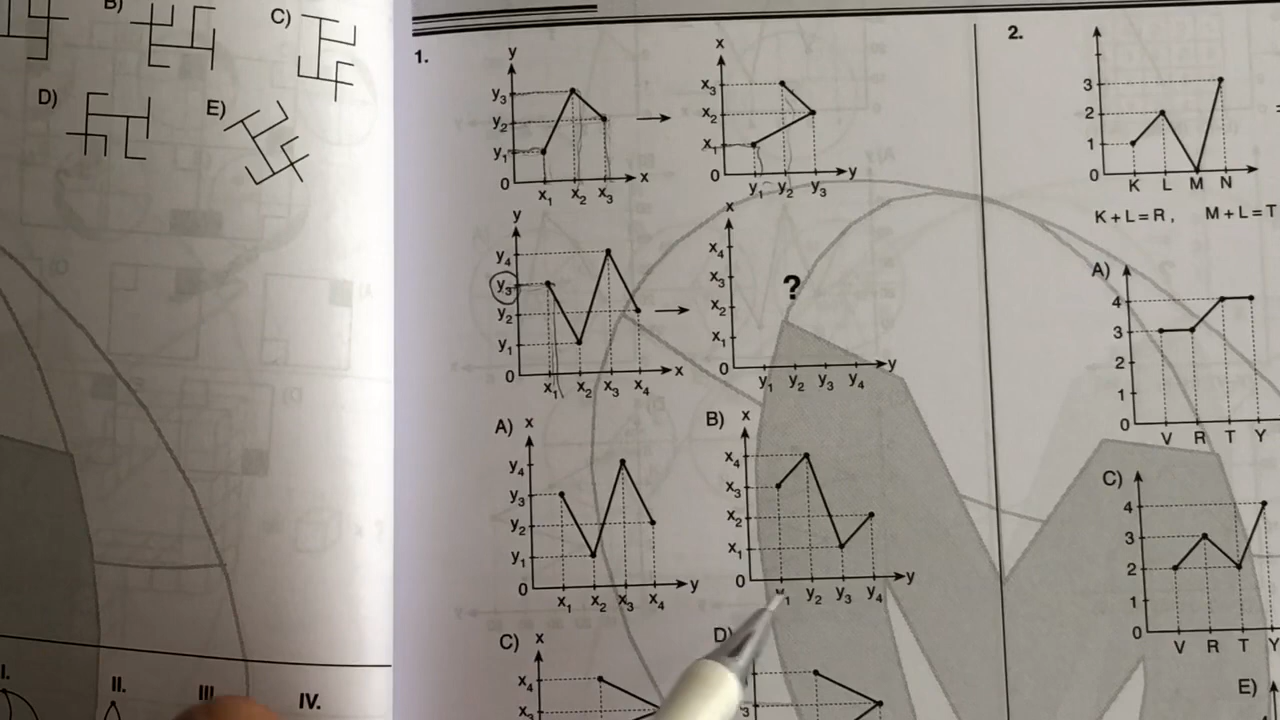 B)
C)
D)
E)
I.
II.
III
IV.
1.
y
y₃
y₂
y₁
0
x₁ x₂ x₃
x
x
x₃
x₂
x₁
0
y₁ y₂ y₃
y
y
y₄
y₃
y₂
y₁
0
x₁ x₂ x₃ x₄
x
x
x₄
x₃
x₂
x₁
0
y₁ y₂ y₃ y₄
y
?
A) x
y₄
y₃
y₂
y₁
0
x₁ x₂ x₃ x₄
y
B) x
x₄
x₃
x₂
x₁
0
y₁ y₂ y₃ y₄
y
C) x
x₄
x₃
D)
3
2.
3
2
1
0
K L M N
K+L=R, M+L=T
A)
4
3
2
1
0
V R T Y
C)
4
3
2
1
0
V R T Y
E)